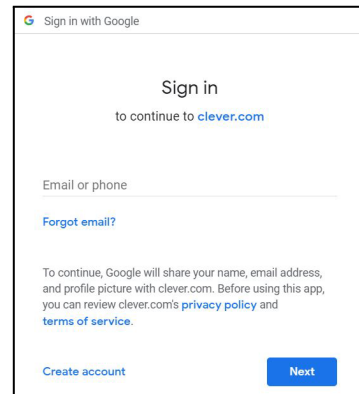 Sign in with Google
Sign in
to continue to clever.com
Email or phone
Forgot email?
To continue, Google will share your name, email address,
and profile picture with clever.com. Before using this app,
you can review clever.com's privacy policy and
terms of service.
Create account
Next